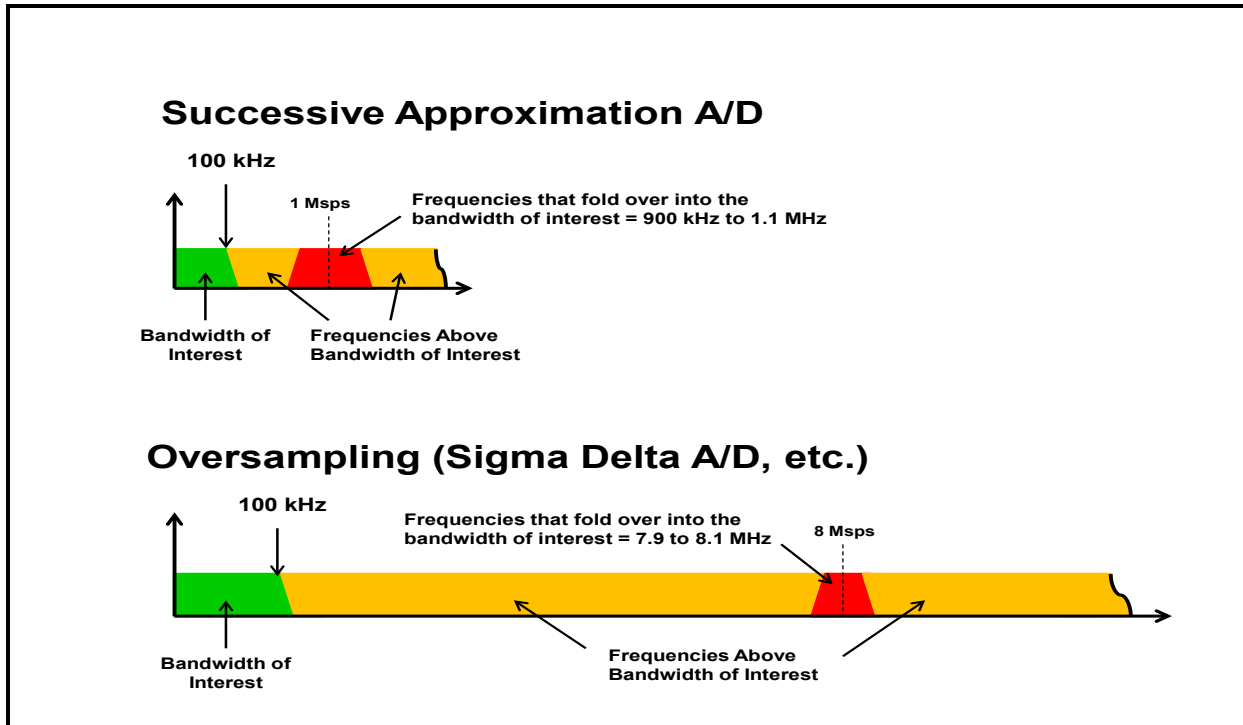 Successive Approximation A/D
100 kHz
1 Msps
Frequencies that fold over into the
bandwidth of interest = 900 kHz to 1.1 MHz
Bandwidth of
Interest
Frequencies Above
Bandwidth of Interest
Oversampling (Sigma Delta A/D, etc.)
100 kHz
Frequencies that fold over into the
bandwidth of interest = 7.9 to 8.1 MHz
8 Msps
Bandwidth of
Interest
Frequencies Above
Bandwidth of Interest